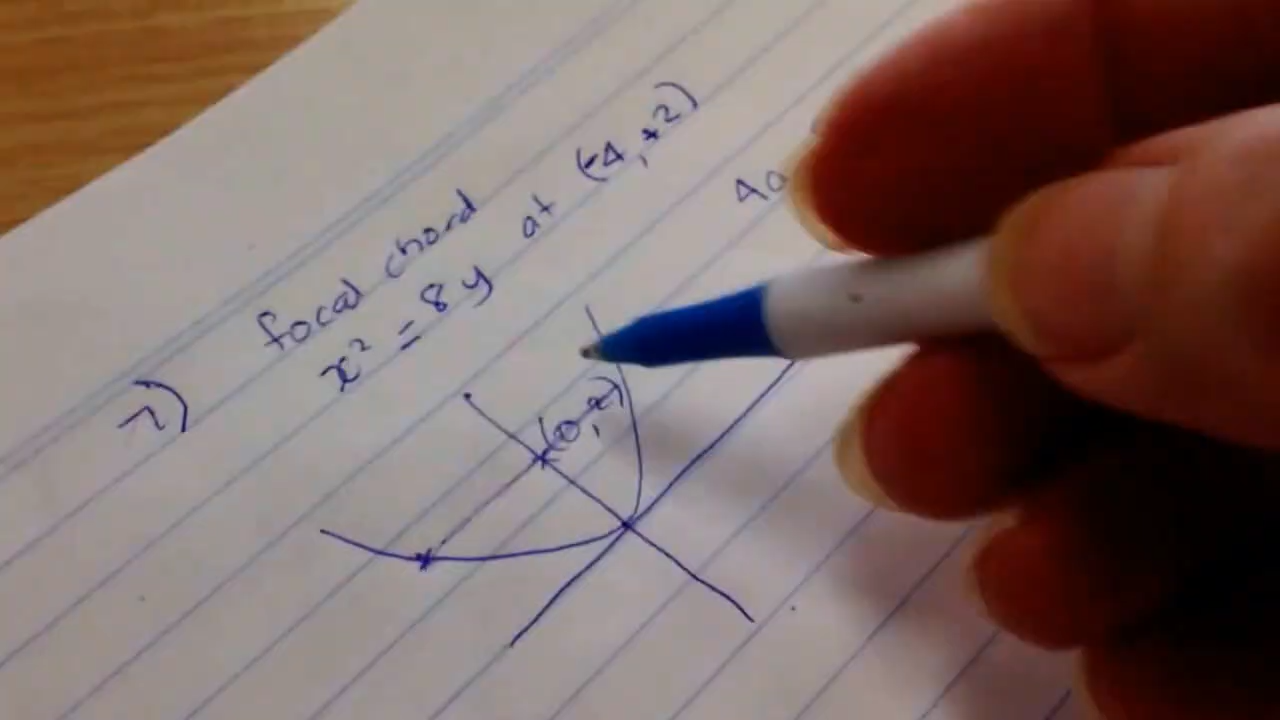 7) focal chord
x² = 8y at (-4, +2)
4a
(0, 2)